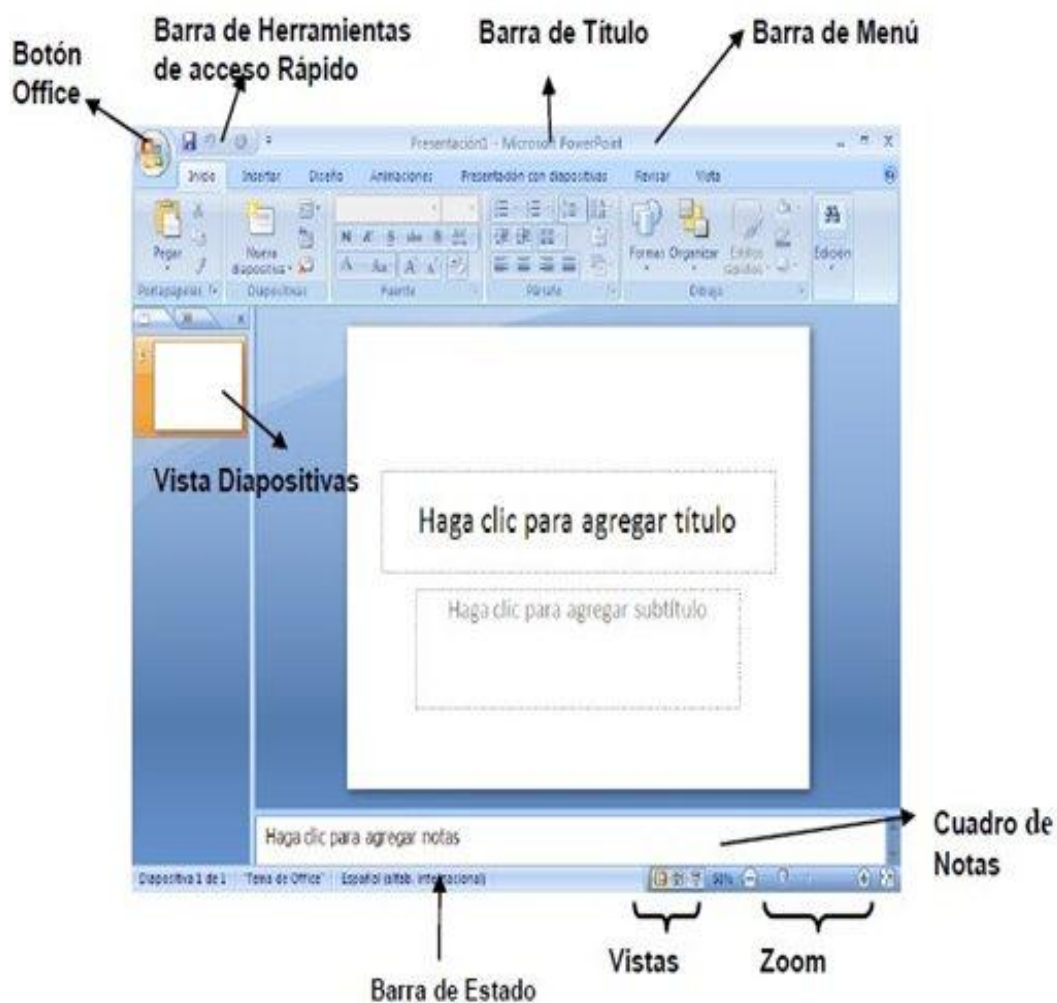 Barra de Herramientas
de acceso Rápido
Barra de Título
Barra de Menú
Botón
Office
Presentación1 - Microsoft PowerPoint
Inicio Insertar Diseño Animaciones Presentación con diapositivas Revisar Vista
Pegar
Nueva
diapositiva
Formas Organizar Estilos
rápidos
Edición
Portapapeles Diapositivas Fuente Párrafo Dibujo
Vista Diapositivas
Haga clic para agregar título
Haga clic para agregar subtítulo
Haga clic para agregar notas
Cuadro de
Notas
Diapositiva 1 de 1 "Tema de Office" Español (alfab. internacional)
Vistas
Zoom
Barra de Estado